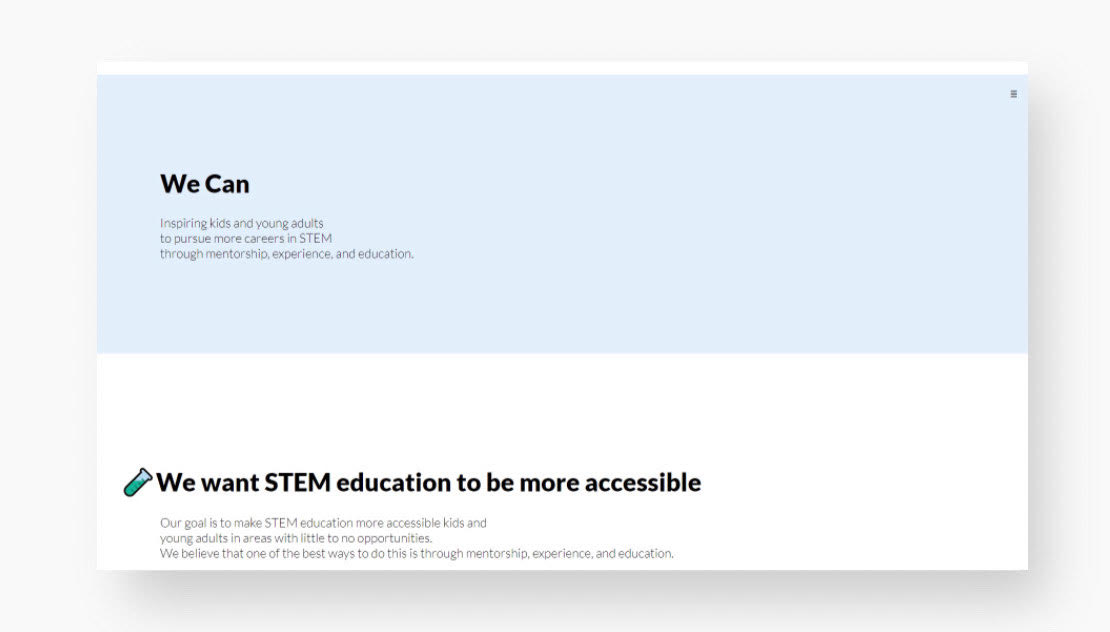 We Can
Inspiring kids and young adults
to pursue more careers in STEM
through mentorship, experience, and education.
We want STEM education to be more accessible
Our goal is to make STEM education more accessible kids and
young adults in areas with little to no opportunities.
We believe that one of the best ways to do this is through mentorship, experience, and education.